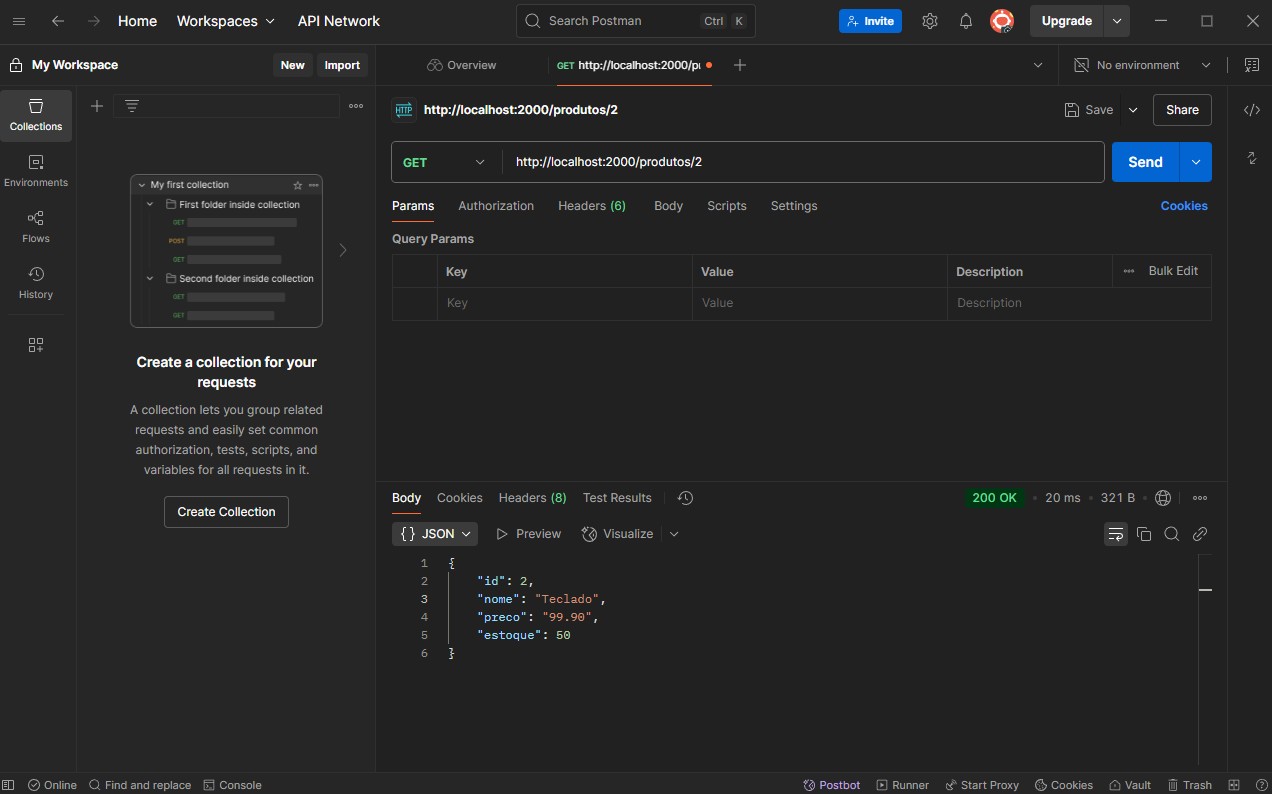 Home Workspaces API Network Search Postman Ctrl K Invite Upgrade
My Workspace New Import Overview GET http://localhost:2000/p No environment
Collections
Environments
Flows
History
My first collection
First folder inside collection
GET
POST
GET
Second folder inside collection
GET
GET
Create a collection for your
requests
A collection lets you group related
requests and easily set common
authorization, tests, scripts, and
variables for all requests in it.
Create Collection
HTTP http://localhost:2000/produtos/2 Save Share
GET http://localhost:2000/produtos/2 Send
Params Authorization Headers (6) Body Scripts Settings Cookies
Query Params
Key Value Description Bulk Edit
Key Value Description
Body Cookies Headers (8) Test Results 200 OK 20 ms 321 B
{} JSON Preview Visualize
1 {
2 "id": 2,
3 "nome": "Teclado",
4 "preco": "99.90",
5 "estoque": 50
6 }
Online Find and replace Console Postbot Runner Start Proxy Cookies Vault Trash